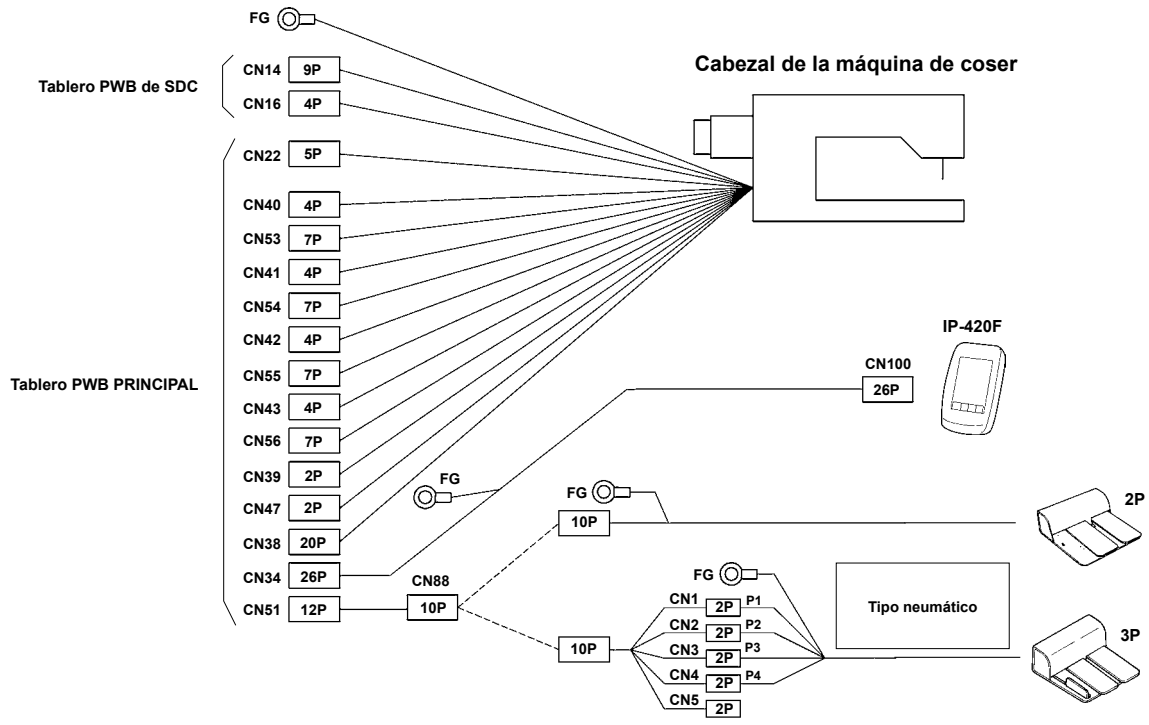 FG
Cabezal de la máquina de coser
Tablero PWB de SDC
CN14 9P
CN16 4P
CN22 5P
CN40 4P
CN53 7P
CN41 4P
CN54 7P
CN42 4P
CN55 7P
CN43 4P
CN56 7P
CN39 2P
CN47 2P
CN38 20P
CN34 26P
CN51 12P
Tablero PWB PRINCIPAL
IP-420F
CN100
26P
FG
FG
10P
2P
CN88
10P
FG
10P
CN1 2P P1
CN2 2P P2
CN3 2P P3
CN4 2P P4
CN5 2P
Tipo neumático
3P